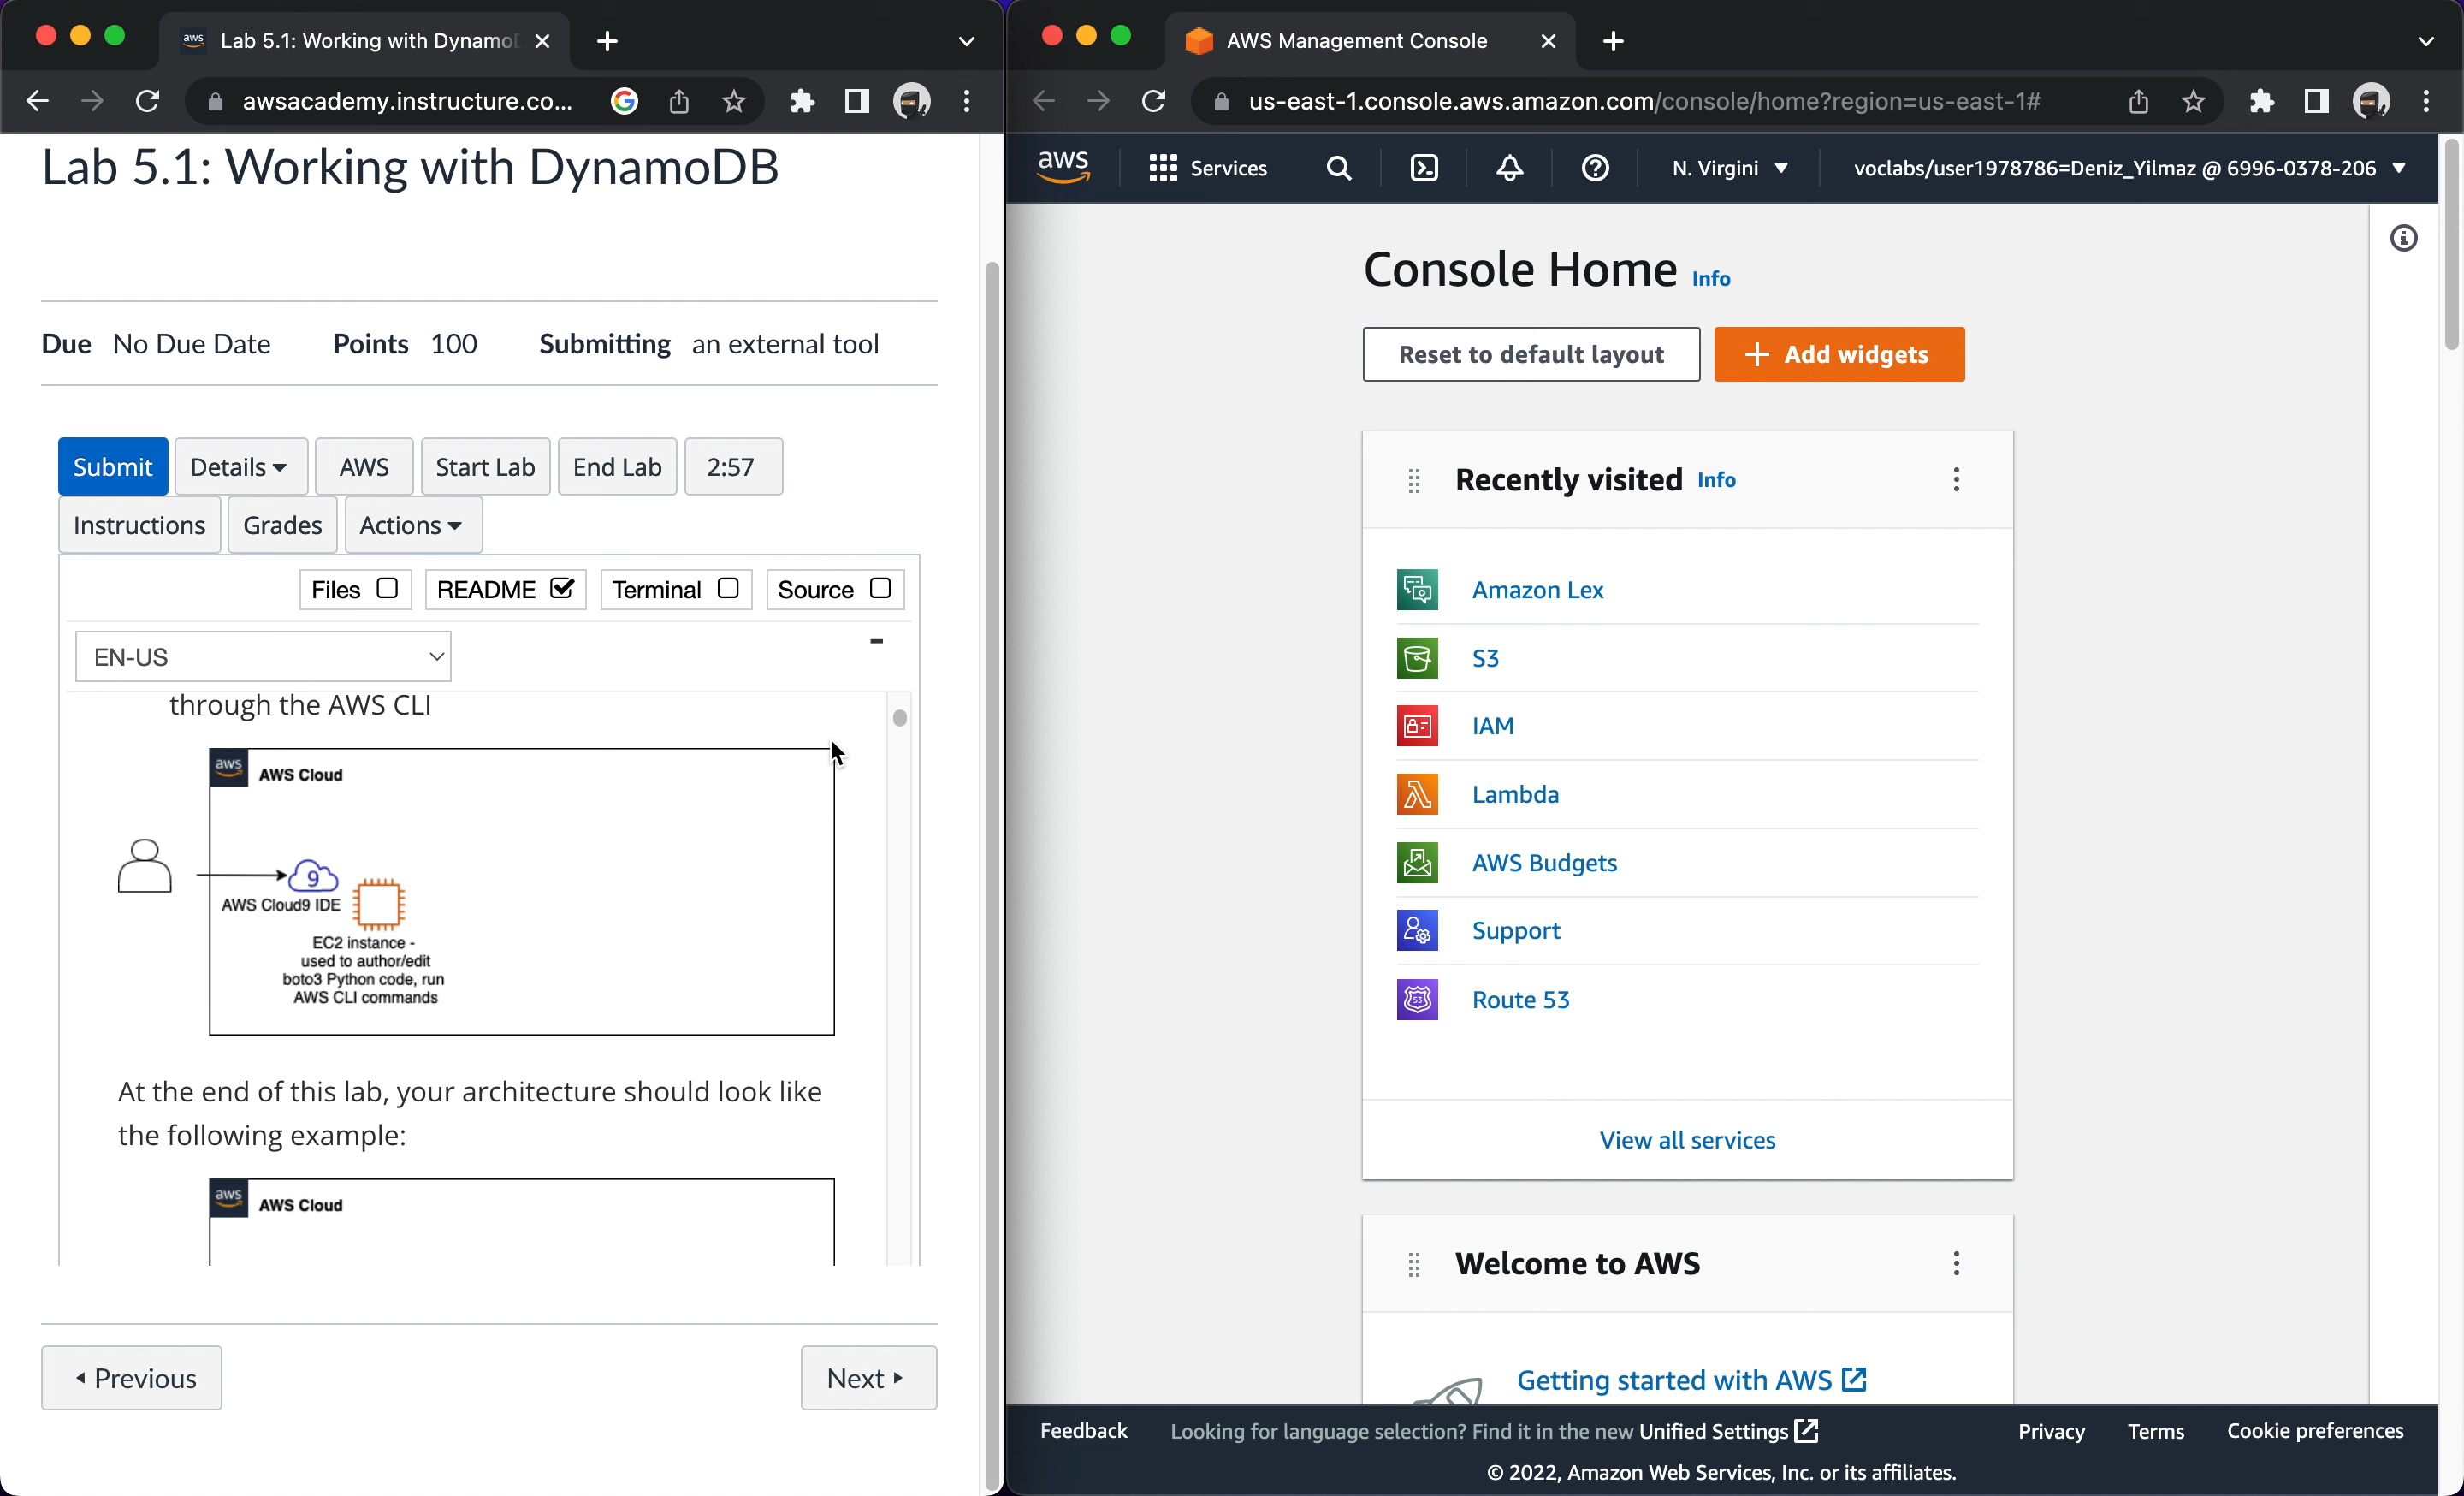 aws Lab 5.1: Working with Dynamo
awsacademy.instructure.co...
Lab 5.1: Working with DynamoDB
Due No Due Date Points 100 Submitting an external tool
Submit Details AWS Start Lab End Lab 2:57
Instructions Grades Actions
Files README Terminal Source
EN-US
through the AWS CLI
aws AWS Cloud
9
AWS Cloud9 IDE
EC2 instance -
used to author/edit
boto3 Python code, run
AWS CLI commands
At the end of this lab, your architecture should look like
the following example:
aws AWS Cloud
Previous Next
AWS Management Console
us-east-1.console.aws.amazon.com/console/home?region=us-east-1#
aws Services N. Virgini voclabs/user1978786=Deniz_Yilmaz @ 6996-0378-206
Console Home Info
Reset to default layout Add widgets
Recently visited Info
Amazon Lex
S3
IAM
Lambda
AWS Budgets
Support
53 Route 53
View all services
Welcome to AWS
Getting started with AWS
Feedback Looking for language selection? Find it in the new Unified Settings Privacy Terms Cookie preferences
© 2022, Amazon Web Services, Inc. or its affiliates.